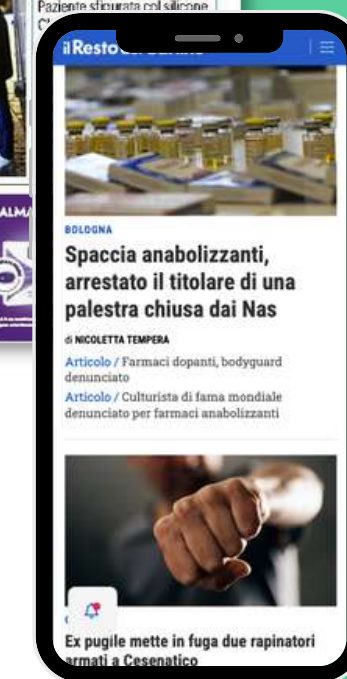 Paziente sfigurata col silicone
il Resto
BOLOGNA
Spaccia anabolizzanti,
arrestato il titolare di una
palestra chiusa dai Nas
di NICOLETTA TEMPERA
Articolo / Farmaci dopanti, bodyguard
denunciato
Articolo / Culturista di fama mondiale
denunciato per farmaci anabolizzanti
Ex pugile mette in fuga due rapinatori
armati a Cesenatico